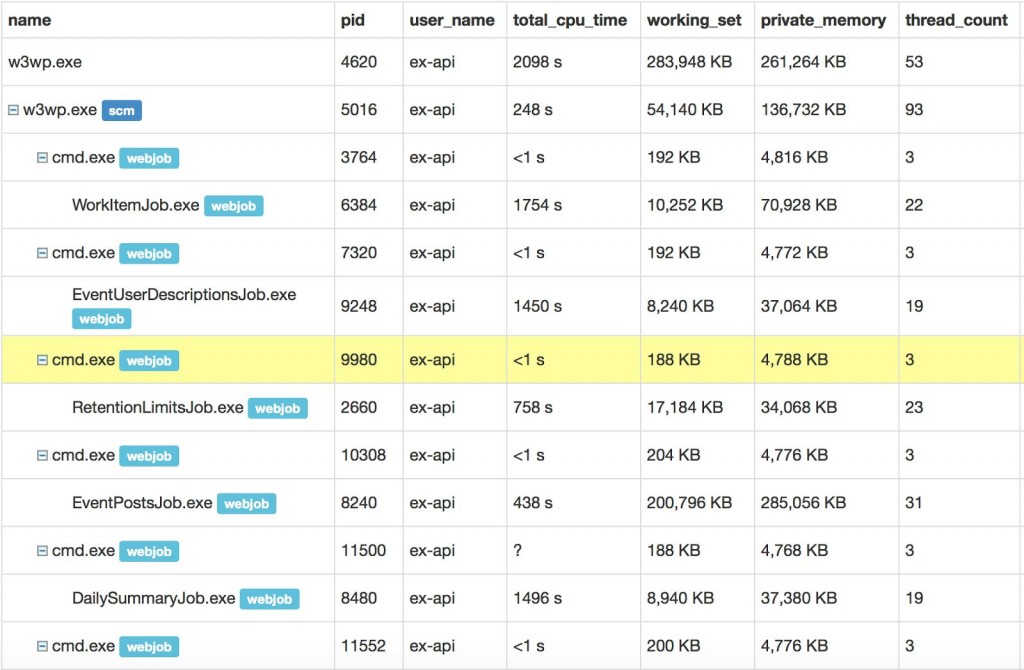 name pid user_name total_cpu_time working_set private_memory thread_count
w3wp.exe 4620 ex-api 2098 s 283,948 KB 261,264 KB 53
w3wp.exe scm 5016 ex-api 248 s 54,140 KB 136,732 KB 93
cmd.exe webjob 3764 ex-api <1 s 192 KB 4,816 KB 3
WorkItemJob.exe webjob 6384 ex-api 1754 s 10,252 KB 70,928 KB 22
cmd.exe webjob 7320 ex-api <1 s 192 KB 4,772 KB 3
EventUserDescriptionsJob.exe
webjob 9248 ex-api 1450 s 8,240 KB 37,064 KB 19
cmd.exe webjob 9980 ex-api <1 s 188 KB 4,788 KB 3
RetentionLimitsJob.exe webjob 2660 ex-api 758 s 17,184 KB 34,068 KB 23
cmd.exe webjob 10308 ex-api <1 s 204 KB 4,776 KB 3
EventPostsJob.exe webjob 8240 ex-api 438 s 200,796 KB 285,056 KB 31
cmd.exe webjob 11500 ex-api ? 188 KB 4,768 KB 3
DailySummaryJob.exe webjob 8480 ex-api 1496 s 8,940 KB 37,380 KB 19
cmd.exe webjob 11552 ex-api <1 s 200 KB 4,776 KB 3